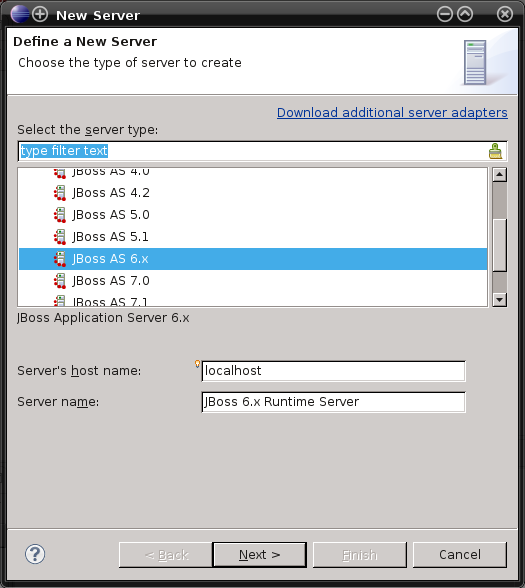 New Server
Define a New Server
Choose the type of server to create
Download additional server adapters
Select the server type:
type filter text
JBoss AS 4.0
JBoss AS 4.2
JBoss AS 5.0
JBoss AS 5.1
JBoss AS 6.x
JBoss AS 7.0
JBoss AS 7.1
JBoss Application Server 6.x
Server's host name:
localhost
Server name:
JBoss 6.x Runtime Server
?
< Back
Next >
Finish
Cancel